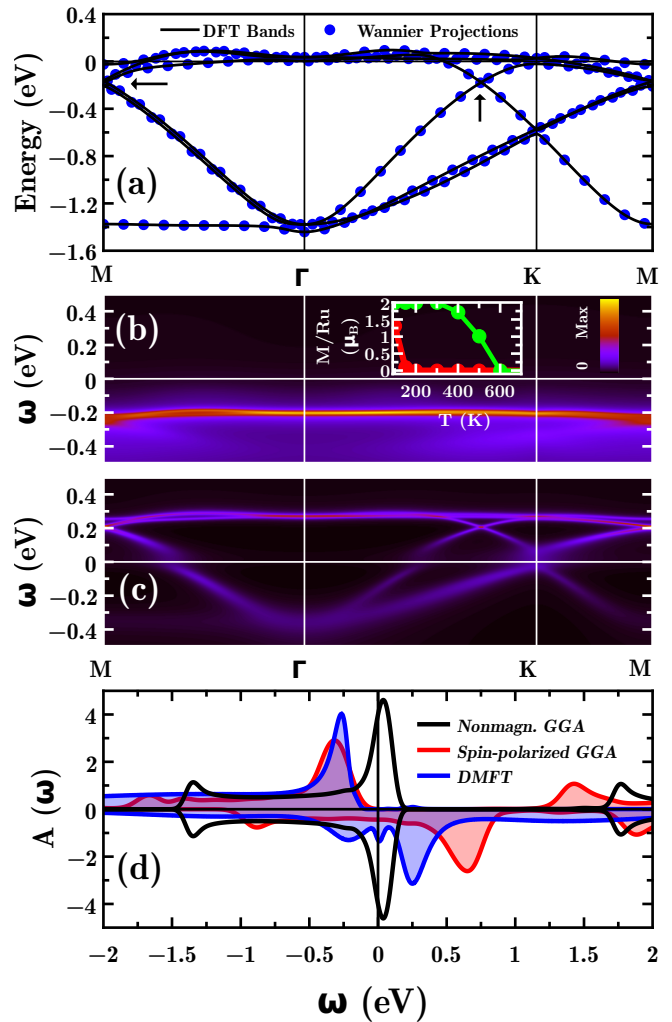 DFT Bands Wannier Projections
Energy (eV)
0.4
0
−0.4
−0.8
−1.2
−1.6
(a)
M Γ K M
(b)
ω (eV)
0.4
0.2
0
−0.2
−0.4
M/Ru (μB)
2
1.5
1
0.5
0
200 400 600
T (K)
0 Max
(c)
ω (eV)
0.4
0.2
0
−0.2
−0.4
M Γ K M
A (ω)
4
2
0
−2
−4
Nonmagn. GGA
Spin-polarized GGA
DMFT
(d)
−2 −1.5 −1 −0.5 0 0.5 1 1.5 2
ω (eV)